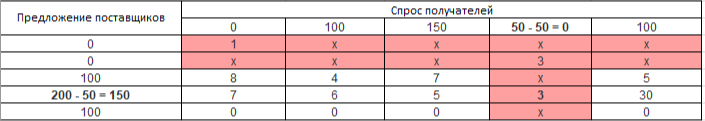 Предложение поставщиков Спрос получателей
0 100 150 50 - 50 = 0 100
0 1 x x x x
0 x x x 3 x
100 8 4 7 x 5
200 - 50 = 150 7 6 5 3 30
100 0 0 0 x 0